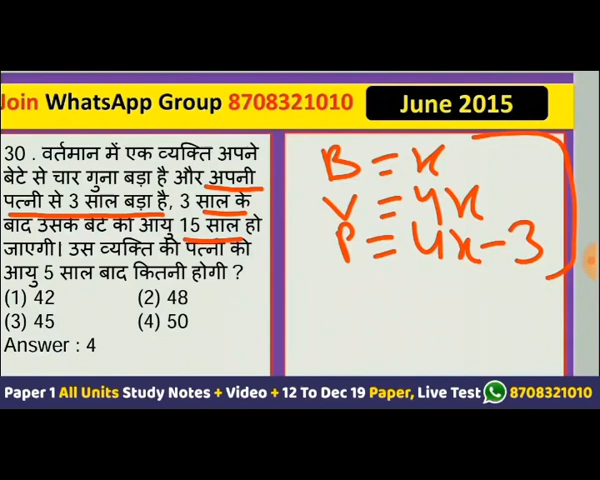 Join WhatsApp Group 8708321010
June 2015
30 . वर्तमान में एक व्यक्ति अपने
बेटे से चार गुना बड़ा है और अपनी
पत्नी से 3 साल बड़ा है, 3 साल के
बाद उसके बेटे की आयु 15 साल हो
जाएगी। उस व्यक्ति की पत्नी की
आयु 5 साल बाद कितनी होगी ?
(1) 42 (2) 48
(3) 45 (4) 50
Answer : 4
B = x
V = 4x
P = 4x-3
Paper 1 All Units Study Notes + Video + 12 To Dec 19 Paper, Live Test 8708321010